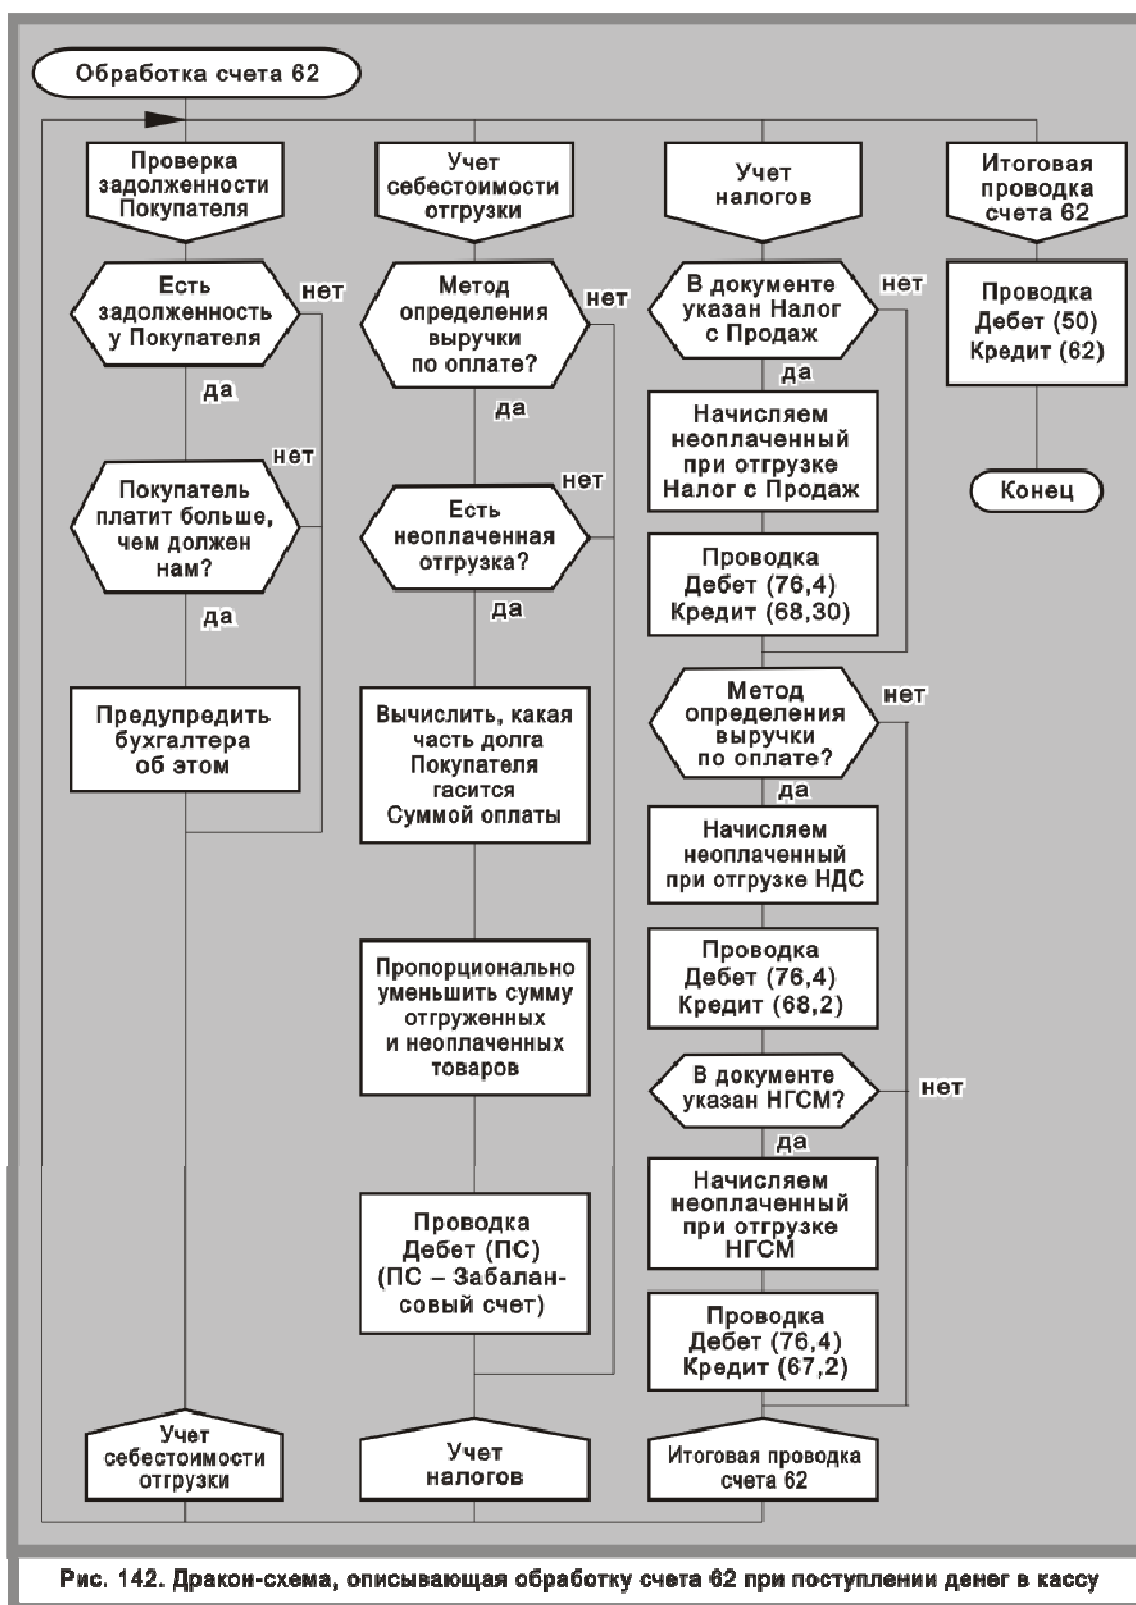 Обработка счета 62
Проверка
задолженности
Покупателя
Есть
задолженность
у Покупателя
нет
да
Покупатель
платит больше,
чем должен
нам?
нет
да
Предупредить
бухгалтера
об этом
Учет
себестоимости
отгрузки
Учет
себестоимости
отгрузки
Метод
определения
выручки
по оплате?
нет
да
Есть
неоплаченная
отгрузка?
нет
да
Вычислить, какая
часть долга
Покупателя
гасится
Суммой оплаты
Пропорционально
уменьшить сумму
отгруженных
и неоплаченных
товаров
Проводка
Дебет (ПС)
(ПС – Забалан-
совый счет)
Учет
налогов
Учет
налогов
В документе
указан Налог
с Продаж
нет
да
Начисляем
неоплаченный
при отгрузке
Налог с Продаж
Проводка
Дебет (76,4)
Кредит (68,30)
Метод
определения
выручки
по оплате?
нет
да
Начисляем
неоплаченный
при отгрузке НДС
Проводка
Дебет (76,4)
Кредит (68,2)
В документе
указан НГСМ?
нет
да
Начисляем
неоплаченный
при отгрузке
НГСМ
Проводка
Дебет (76,4)
Кредит (67,2)
Итоговая проводка
счета 62
Итоговая
проводка
счета 62
Проводка
Дебет (50)
Кредит (62)
Конец
Рис. 142. Дракон-схема, описывающая обработку счета 62 при поступлении денег в кассу